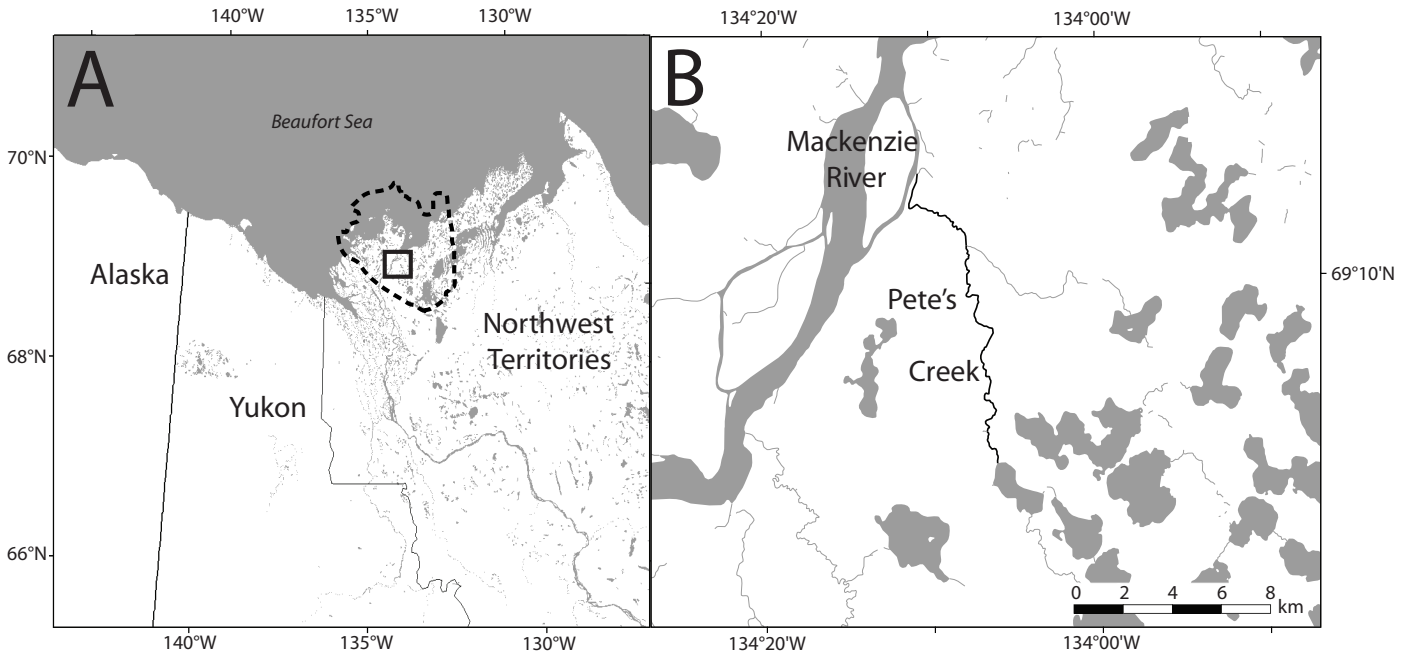 140°W 135°W 130°W
134°20'W 134°00'W
A
B
Beaufort Sea
70°N
68°N
66°N
Alaska
Yukon
Northwest
Territories
Mackenzie
River
Pete's
Creek
69°10'N
0 2 4 6 8
km
140°W 135°W 130°W
134°20'W 134°00'W